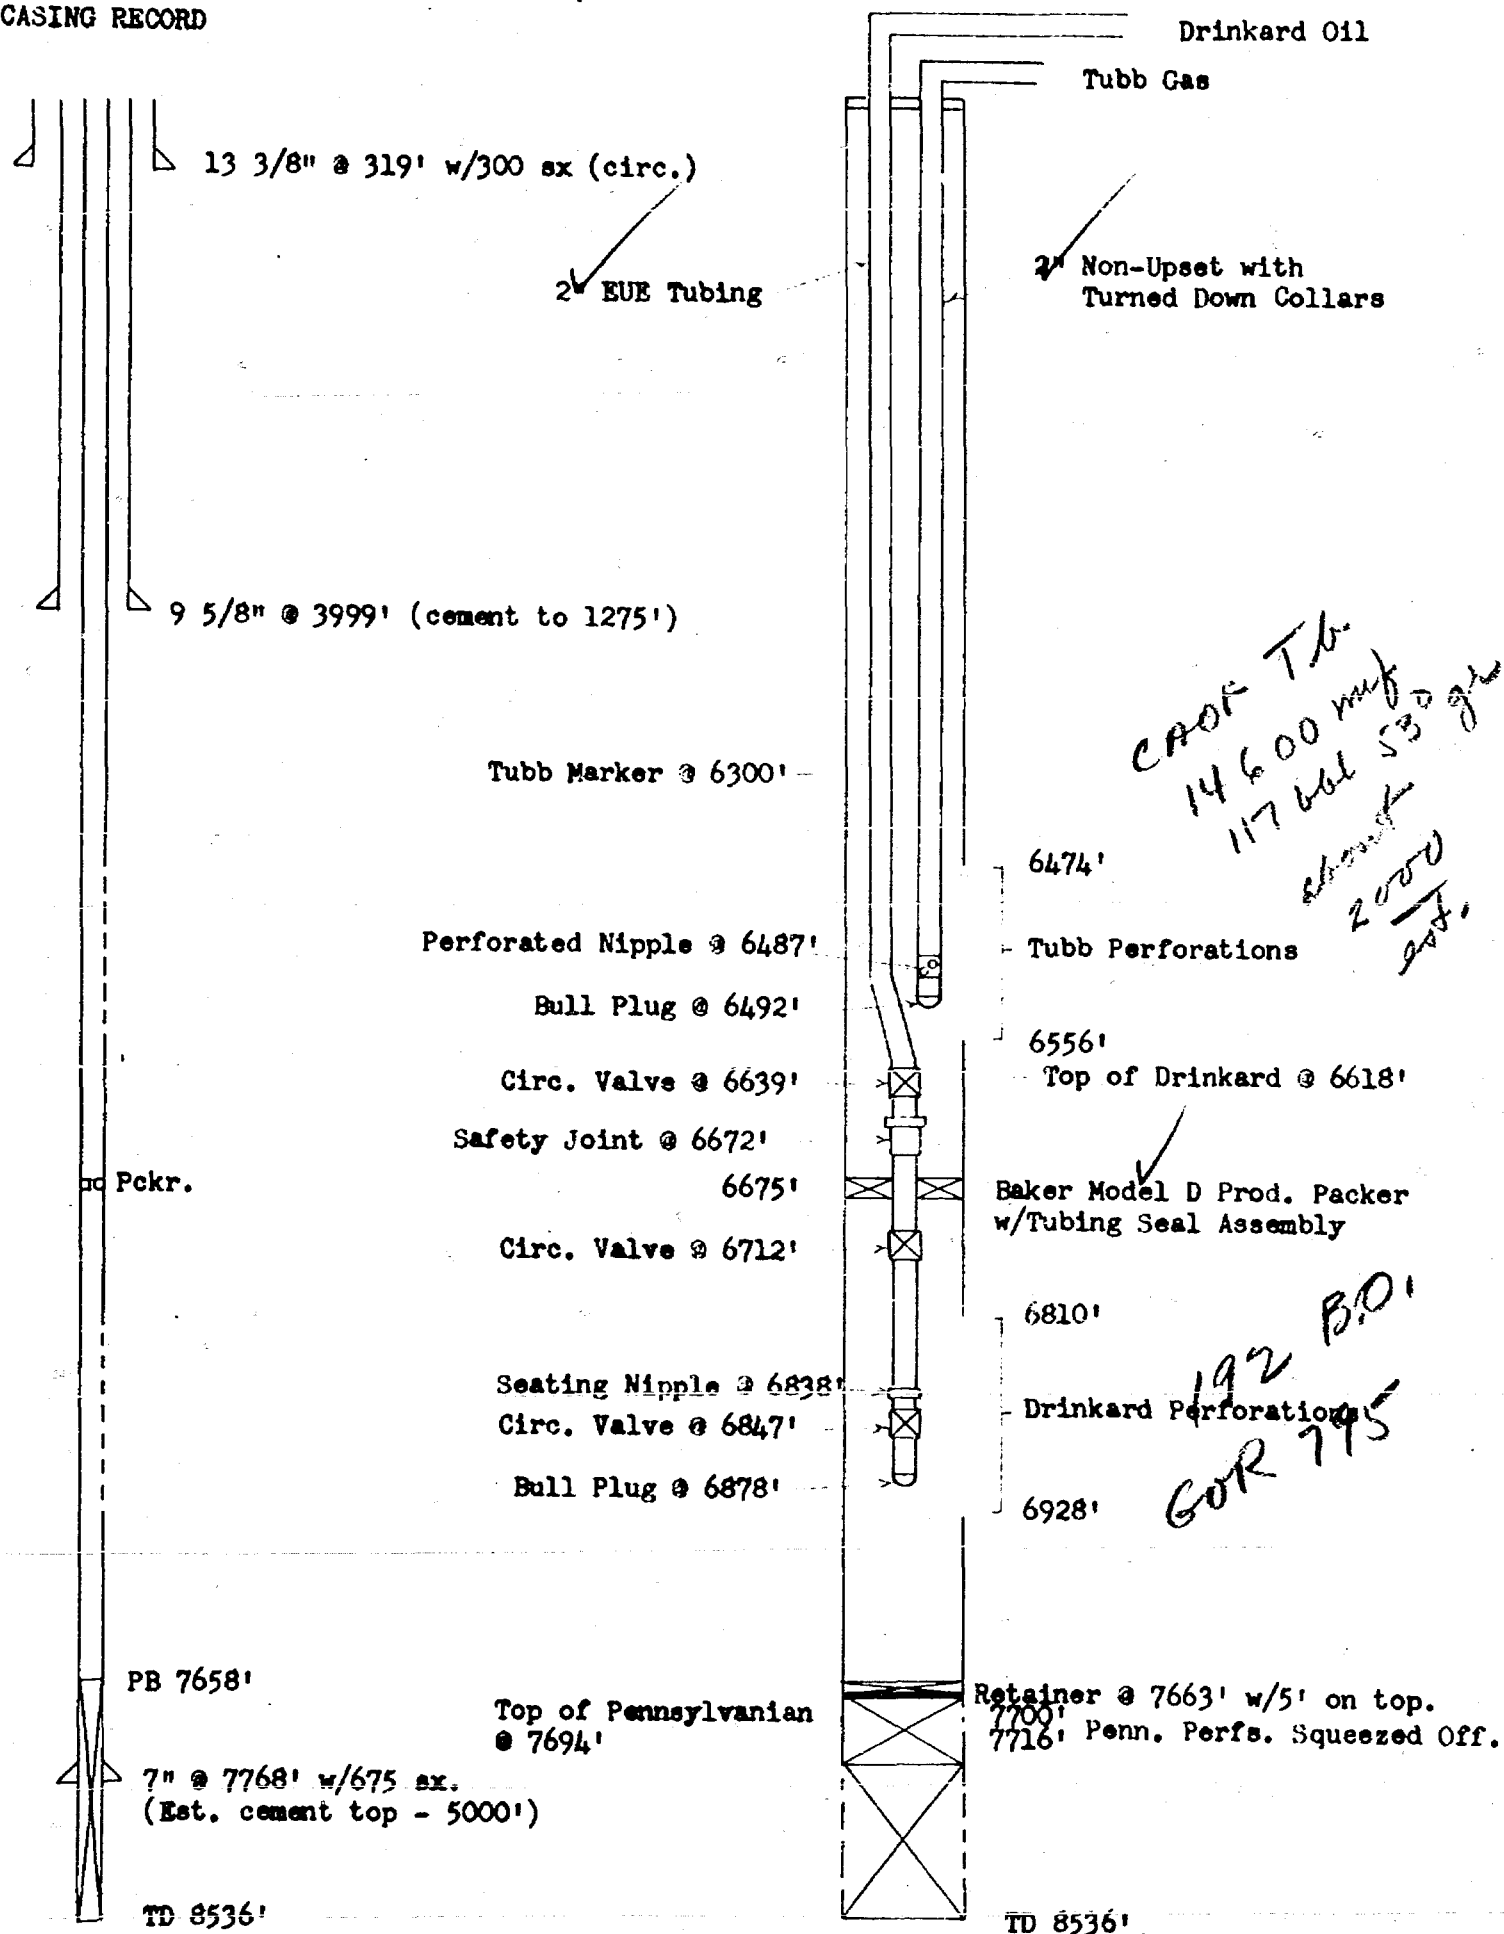 CASING RECORD
Drinkard Oil
Tubb Gas
13 3/8" @ 319' w/300 sx (circ.)
2" EUE Tubing
2" Non-Upset with
Turned Down Collars
9 5/8" @ 3999' (cement to 1275')
CAOF Tb.
14 600 mcf
117 bbl 53° gr
about
2000
est.
Tubb Marker @ 6300'
6474'
Perforated Nipple @ 6487'
Tubb Perforations
Bull Plug @ 6492'
6556'
Circ. Valve @ 6639'
Top of Drinkard @ 6618'
Safety Joint @ 6672'
Pckr.
6675'
Baker Model D Prod. Packer
w/Tubing Seal Assembly
Circ. Valve @ 6712'
6810'
192 B.O.
Seating Nipple @ 6838'
Drinkard Perforations
Circ. Valve @ 6847'
GOR 795
Bull Plug @ 6878'
6928'
PB 7658'
Top of Pennsylvanian
@ 7694'
Retainer @ 7663' w/5' on top.
7700'
7716' Penn. Perfs. Squeezed Off.
7" @ 7768' w/675 sx.
(Est. cement top - 5000')
TD 8536'
TD 8536'